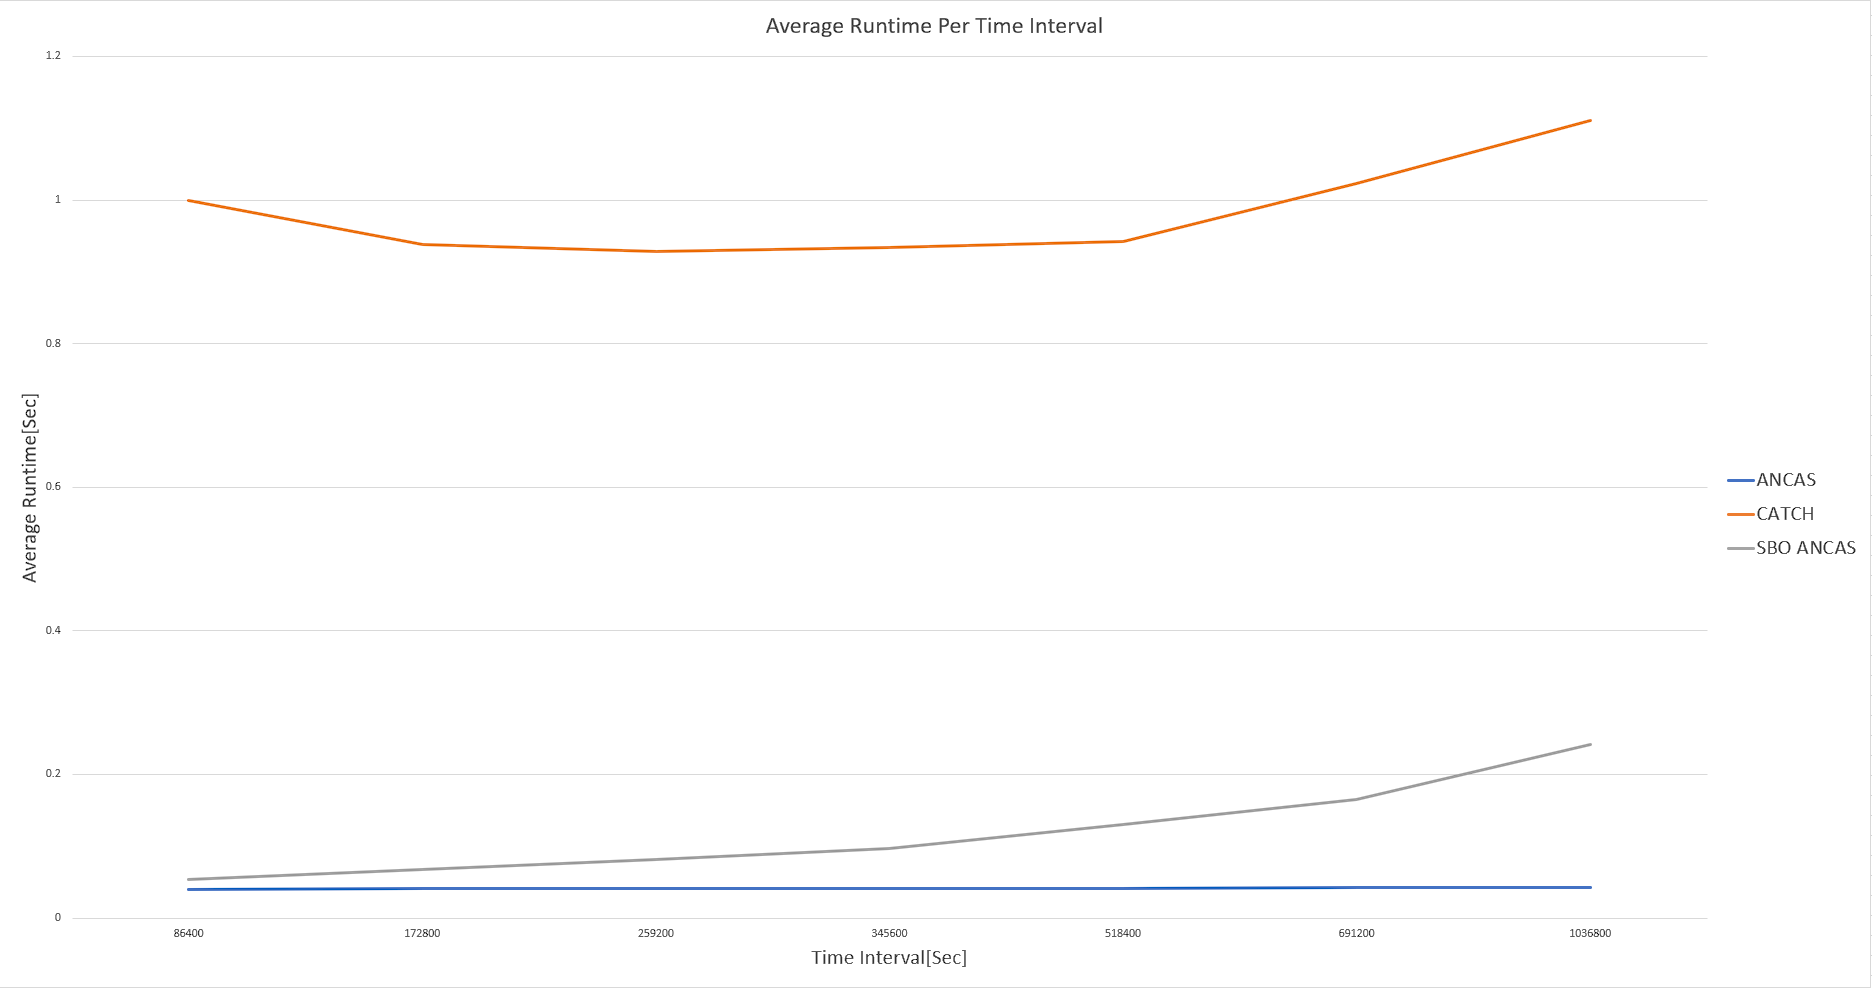 Average Runtime Per Time Interval
1.2
1
0.8
0.6
0.4
0.2
0
Average Runtime[Sec]
86400 172800 259200 345600 518400 691200 1036800
Time Interval[Sec]
ANCAS
CATCH
SBO ANCAS